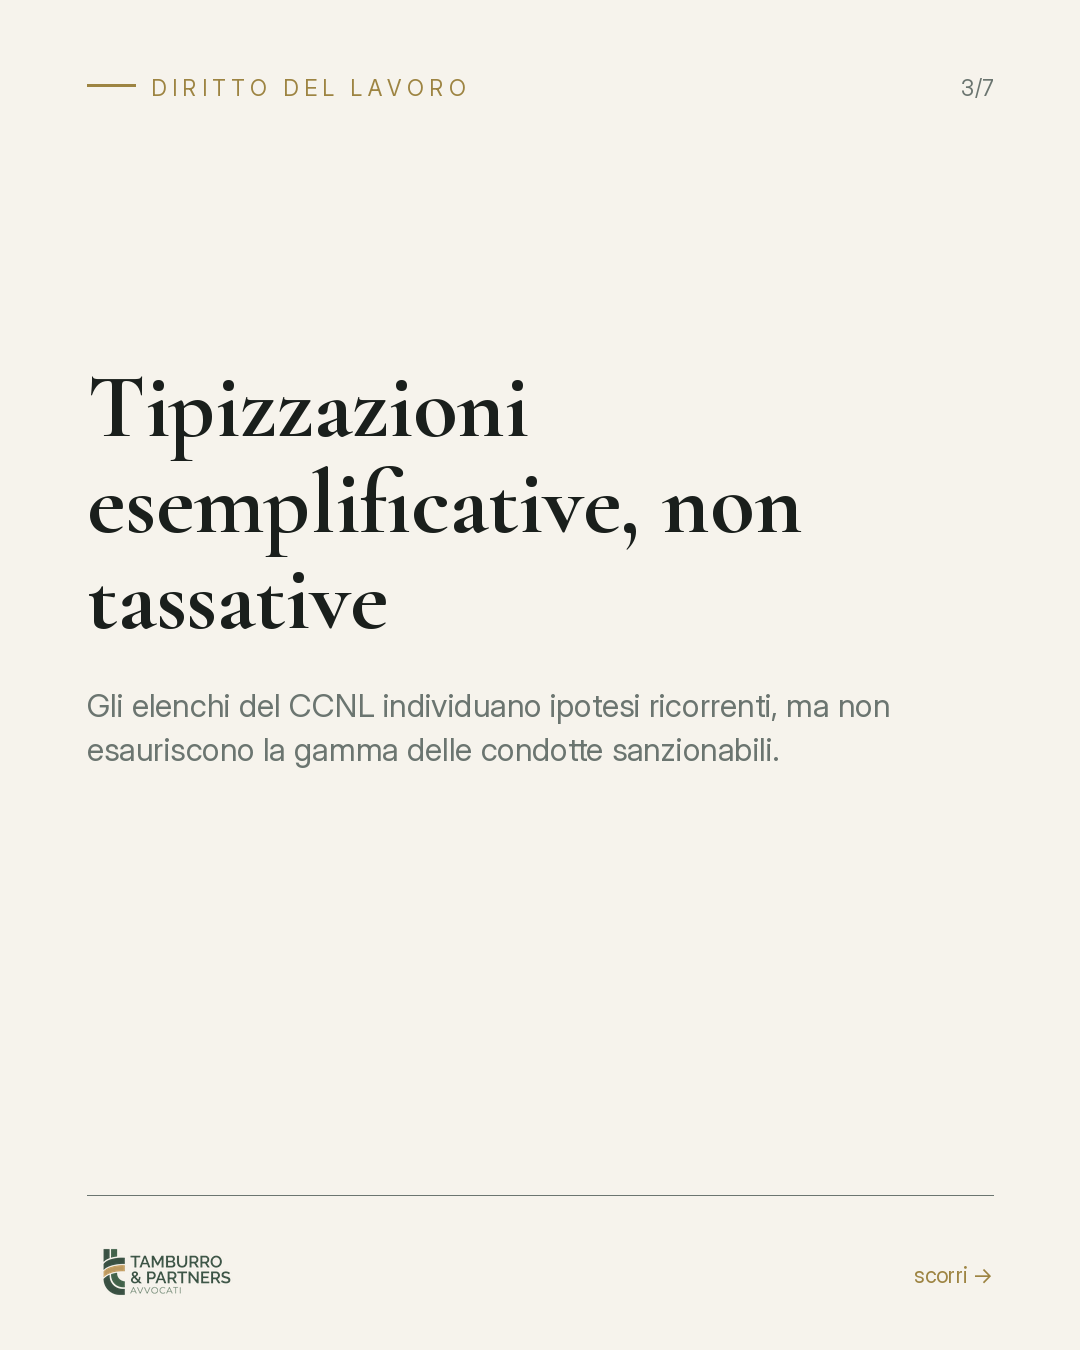 DIRITTO DEL LAVORO
3/7
Tipizzazioni
esemplificative, non
tassative
Gli elenchi del CCNL individuano ipotesi ricorrenti, ma non
esauriscono la gamma delle condotte sanzionabili.
TAMBURRO
& PARTNERS
AVVOCATI
scorri →